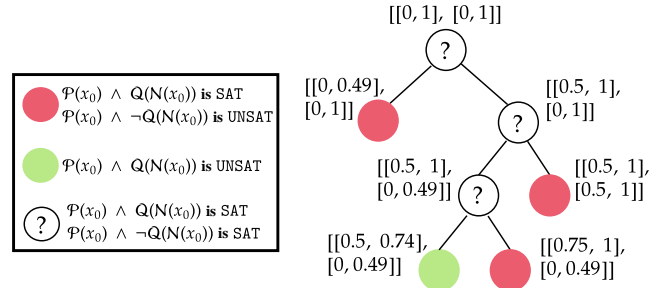 [[0, 1], [0, 1]]
?
[[0, 0.49],
[0, 1]]
[[0.5, 1],
[0, 1]]
?
[[0.5, 1],
[0, 0.49]]
?
[[0.5, 1],
[0.5, 1]]
[[0.5, 0.74],
[0, 0.49]]
[[0.75, 1],
[0, 0.49]]
𝒫(x₀) ∧ Q(N(x₀)) is SAT
𝒫(x₀) ∧ ¬Q(N(x₀)) is UNSAT
𝒫(x₀) ∧ Q(N(x₀)) is UNSAT
?
𝒫(x₀) ∧ Q(N(x₀)) is SAT
𝒫(x₀) ∧ ¬Q(N(x₀)) is SAT